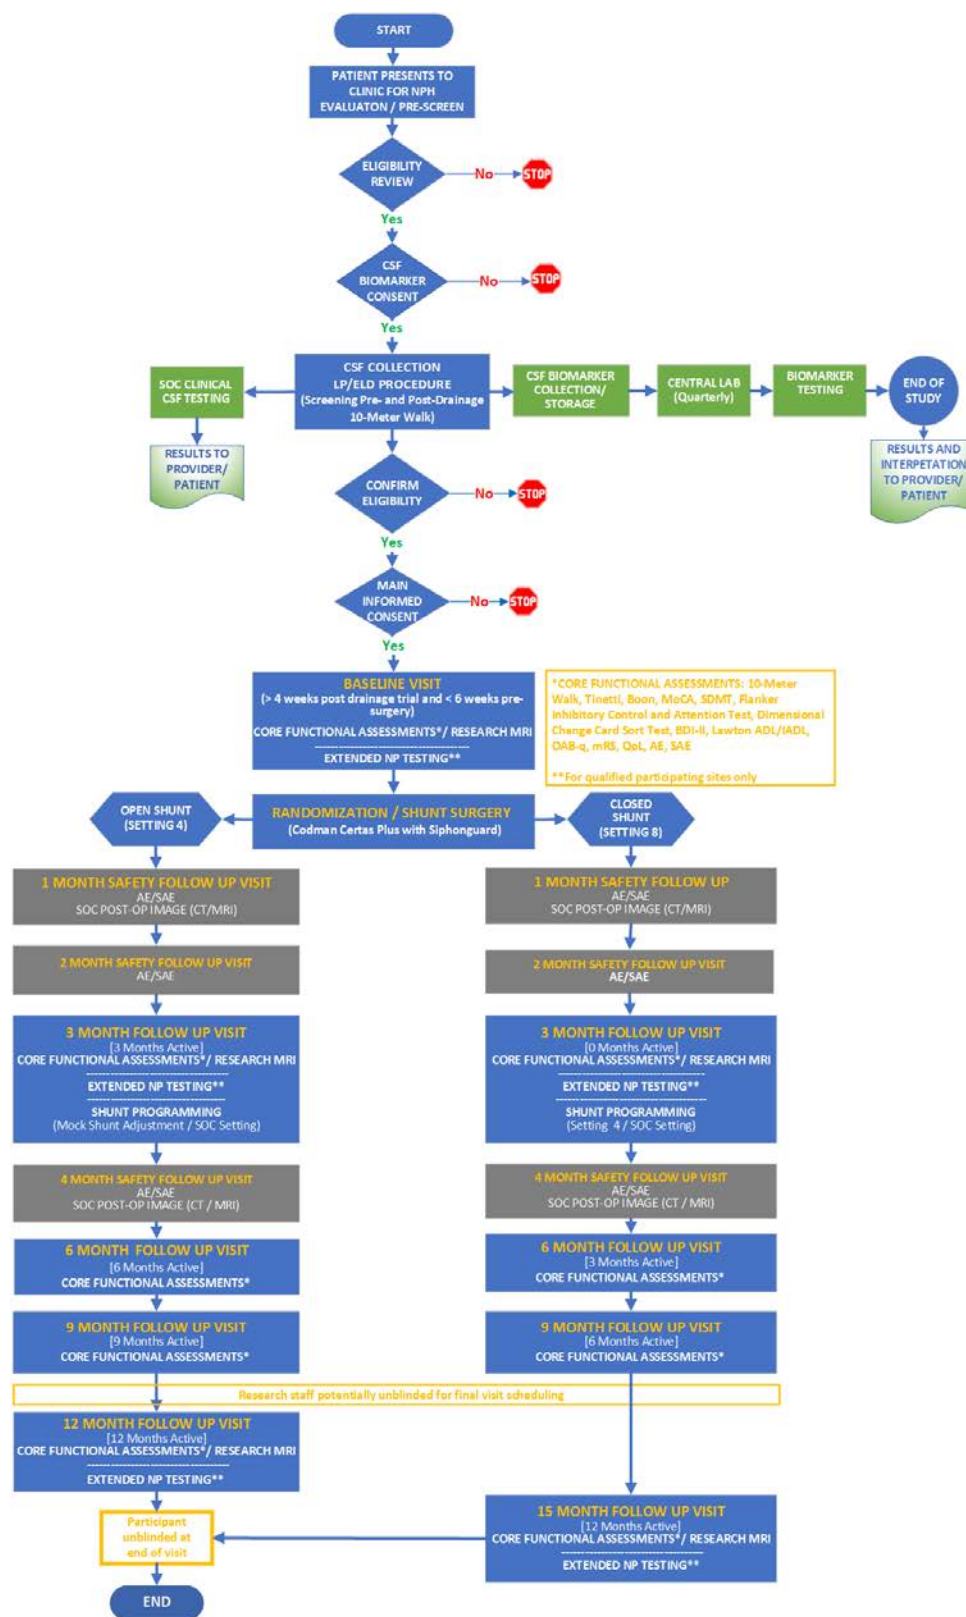 START
PATIENT PRESENTS TO
CLINIC FOR NPH
EVALUATON / PRE-SCREEN
ELIGIBILITY
REVIEW
No
STOP
Yes
CSF
BIOMARKER
CONSENT
No
STOP
Yes
SOC CLINICAL
CSF TESTING
CSF COLLECTION
LP/ELD PROCEDURE
(Screening Pre- and Post-Drainage
10-Meter Walk)
CSF BIOMARKER
COLLECTION/
STORAGE
CENTRAL LAB
(Quarterly)
BIOMARKER
TESTING
END OF
STUDY
RESULTS TO
PROVIDER/
PATIENT
RESULTS AND
INTERPETATION
TO PROVIDER/
PATIENT
CONFIRM
ELIGIBILITY
No
STOP
Yes
MAIN
INFORMED
CONSENT
No
STOP
Yes
BASELINE VISIT
(> 4 weeks post drainage trial and < 6 weeks pre-
surgery)
CORE FUNCTIONAL ASSESSMENTS*/ RESEARCH MRI
EXTENDED NP TESTING**
*CORE FUNCTIONAL ASSESSMENTS: 10-Meter
Walk, Tinetti, Boon, MoCA, SDMT, Flanker
Inhibitory Control and Attention Test, Dimensional
Change Card Sort Test, BDI-II, Lawton ADL/IADL,
OAB-q, mRS, QoL, AE, SAE
**For qualified participating sites only
OPEN SHUNT
(SETTING 4)
RANDOMIZATION / SHUNT SURGERY
(Codman Certas Plus with Siphonguard)
CLOSED
SHUNT
(SETTING 8)
1 MONTH SAFETY FOLLOW UP VISIT
AE/SAE
SOC POST-OP IMAGE (CT/MRI)
2 MONTH SAFETY FOLLOW UP VISIT
AE/SAE
3 MONTH FOLLOW UP VISIT
[3 Months Active]
CORE FUNCTIONAL ASSESSMENTS*/ RESEARCH MRI
EXTENDED NP TESTING**
SHUNT PROGRAMMING
(Mock Shunt Adjustment / SOC Setting)
4 MONTH SAFETY FOLLOW UP VISIT
AE/SAE
SOC POST-OP IMAGE (CT / MRI)
6 MONTH FOLLOW UP VISIT
[6 Months Active]
CORE FUNCTIONAL ASSESSMENTS*
9 MONTH FOLLOW UP VISIT
[9 Months Active]
CORE FUNCTIONAL ASSESSMENTS*
1 MONTH SAFETY FOLLOW UP
AE/SAE
SOC POST-OP IMAGE (CT/MRI)
2 MONTH SAFETY FOLLOW UP VISIT
AE/SAE
3 MONTH FOLLOW UP VISIT
[0 Months Active]
CORE FUNCTIONAL ASSESSMENTS*/ RESEARCH MRI
EXTENDED NP TESTING**
SHUNT PROGRAMMING
(Setting 4 / SOC Setting)
4 MONTH SAFETY FOLLOW UP VISIT
AE/SAE
SOC POST-OP IMAGE (CT / MRI)
6 MONTH FOLLOW UP VISIT
[3 Months Active]
CORE FUNCTIONAL ASSESSMENTS*
9 MONTH FOLLOW UP VISIT
[6 Months Active]
CORE FUNCTIONAL ASSESSMENTS*
Research staff potentially unblinded for final visit scheduling
12 MONTH FOLLOW UP VISIT
[12 Months Active]
CORE FUNCTIONAL ASSESSMENTS*/ RESEARCH MRI
EXTENDED NP TESTING**
15 MONTH FOLLOW UP VISIT
[12 Months Active]
CORE FUNCTIONAL ASSESSMENTS*/ RESEARCH MRI
EXTENDED NP TESTING**
Participant
unblinded at
end of visit
END